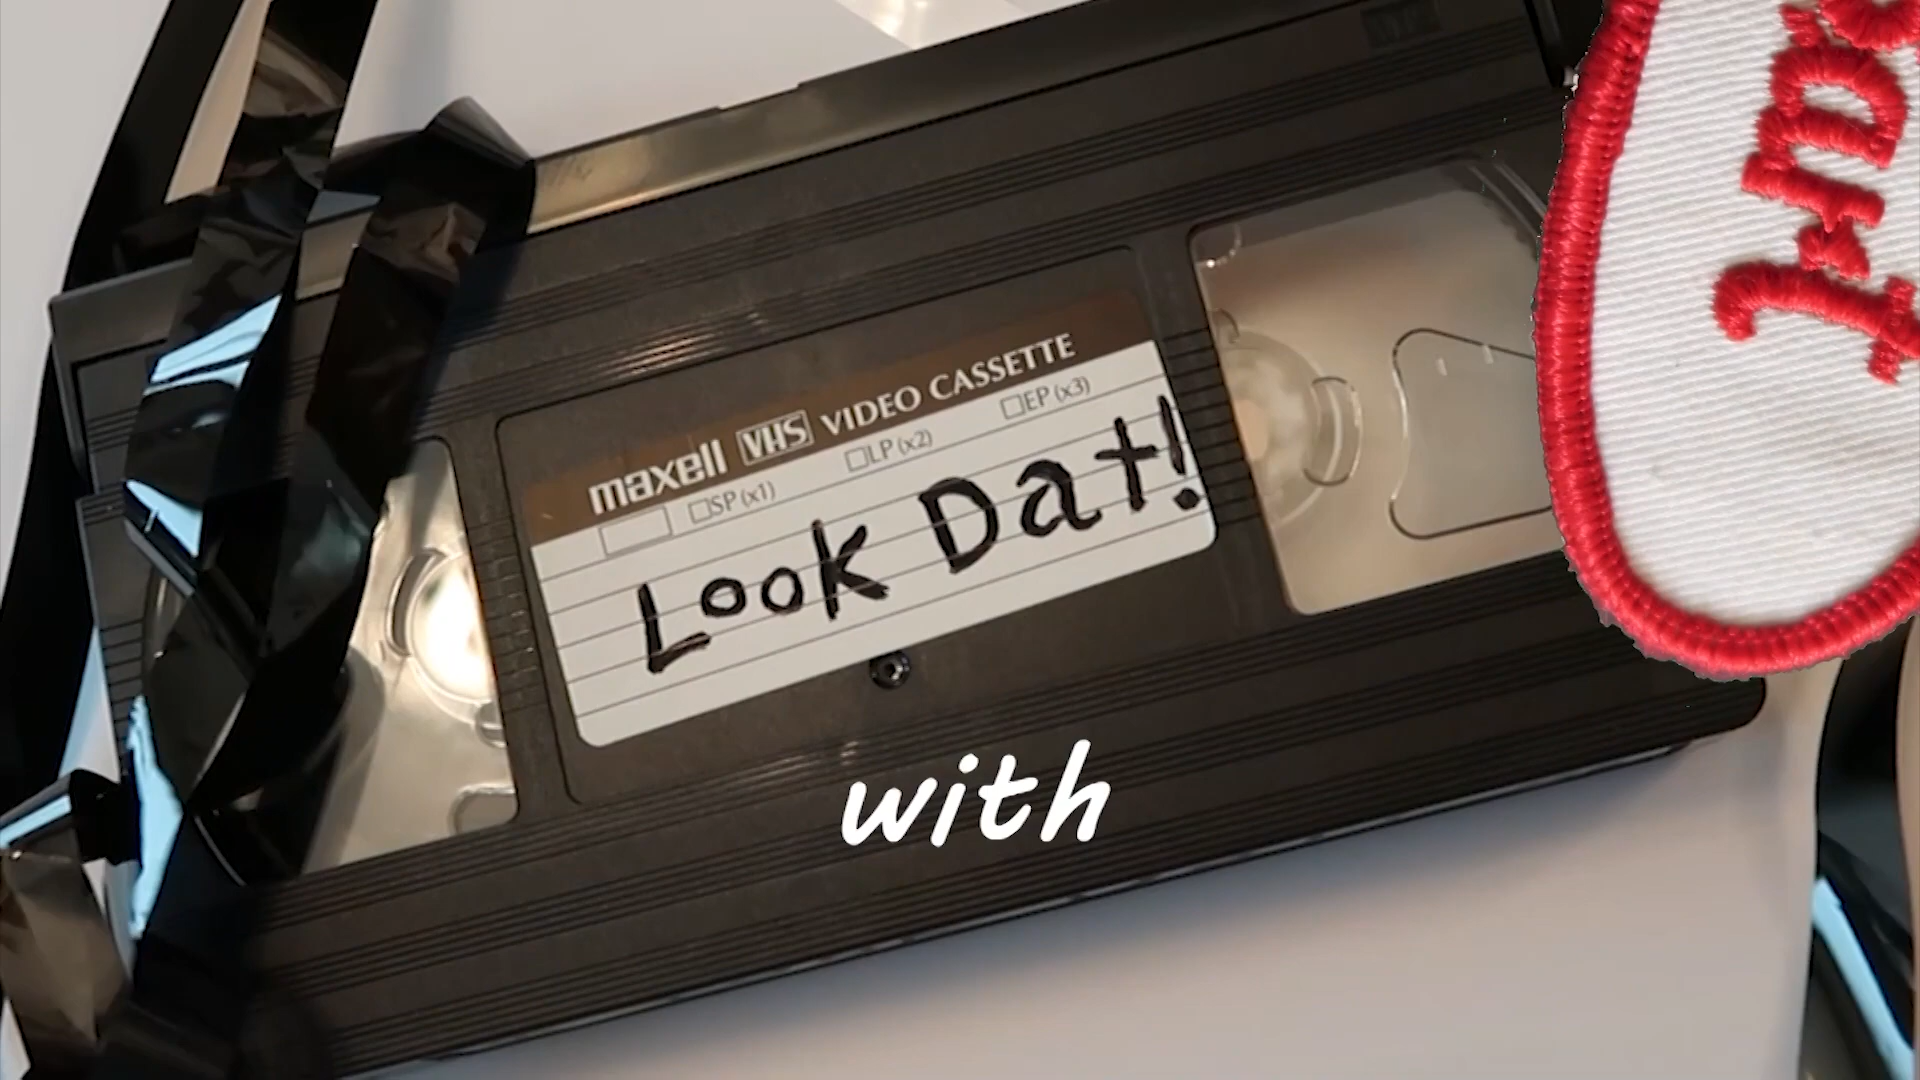 maxell VHS VIDEO CASSETTE
SP (x1) LP (x2) EP (x3)
Look Dat!
with